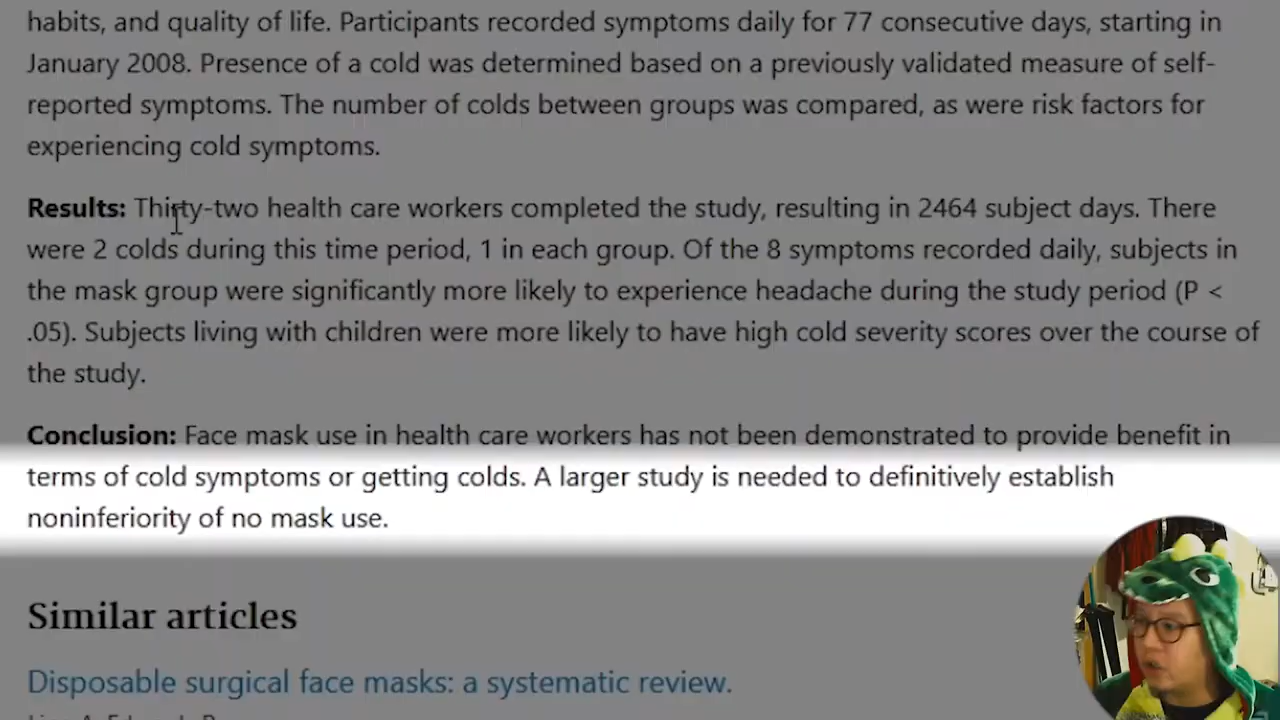 habits, and quality of life. Participants recorded symptoms daily for 77 consecutive days, starting in
January 2008. Presence of a cold was determined based on a previously validated measure of self-
reported symptoms. The number of colds between groups was compared, as were risk factors for
experiencing cold symptoms.
Results: Thirty-two health care workers completed the study, resulting in 2464 subject days. There
were 2 colds during this time period, 1 in each group. Of the 8 symptoms recorded daily, subjects in
the mask group were significantly more likely to experience headache during the study period (P <
.05). Subjects living with children were more likely to have high cold severity scores over the course of
the study.
Conclusion: Face mask use in health care workers has not been demonstrated to provide benefit in
terms of cold symptoms or getting colds. A larger study is needed to definitively establish
noninferiority of no mask use.
Similar articles
Disposable surgical face masks: a systematic review.